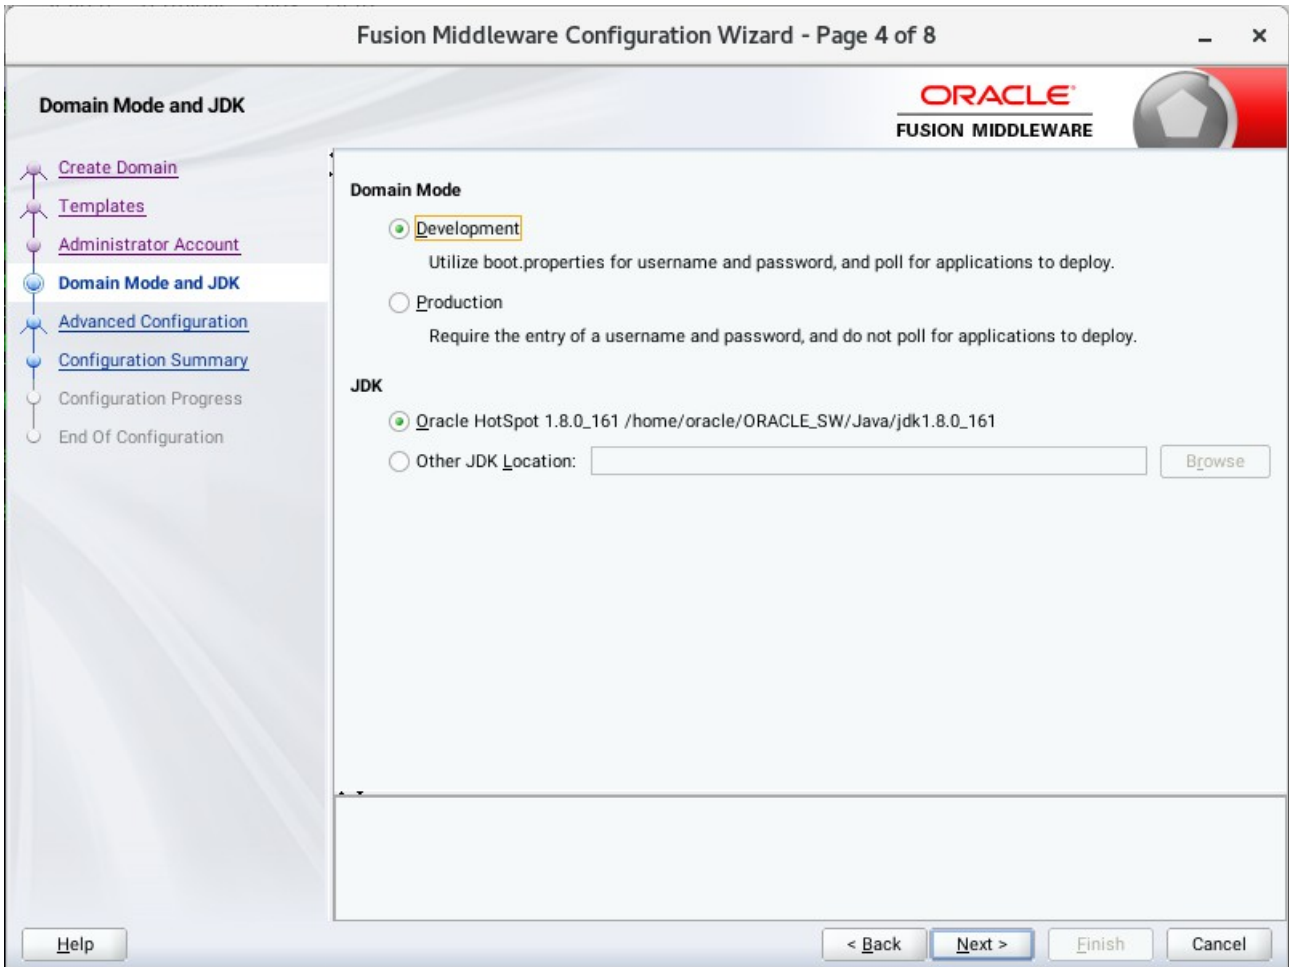 Fusion Middleware Configuration Wizard - Page 4 of 8
Domain Mode and JDK
ORACLE
FUSION MIDDLEWARE
Create Domain
Templates
Administrator Account
Domain Mode and JDK
Advanced Configuration
Configuration Summary
Configuration Progress
End Of Configuration
Domain Mode
Development
Utilize boot.properties for username and password, and poll for applications to deploy.
Production
Require the entry of a username and password, and do not poll for applications to deploy.
JDK
Oracle HotSpot 1.8.0_161 /home/oracle/ORACLE_SW/Java/jdk1.8.0_161
Other JDK Location: Browse
Help < Back Next > Finish Cancel